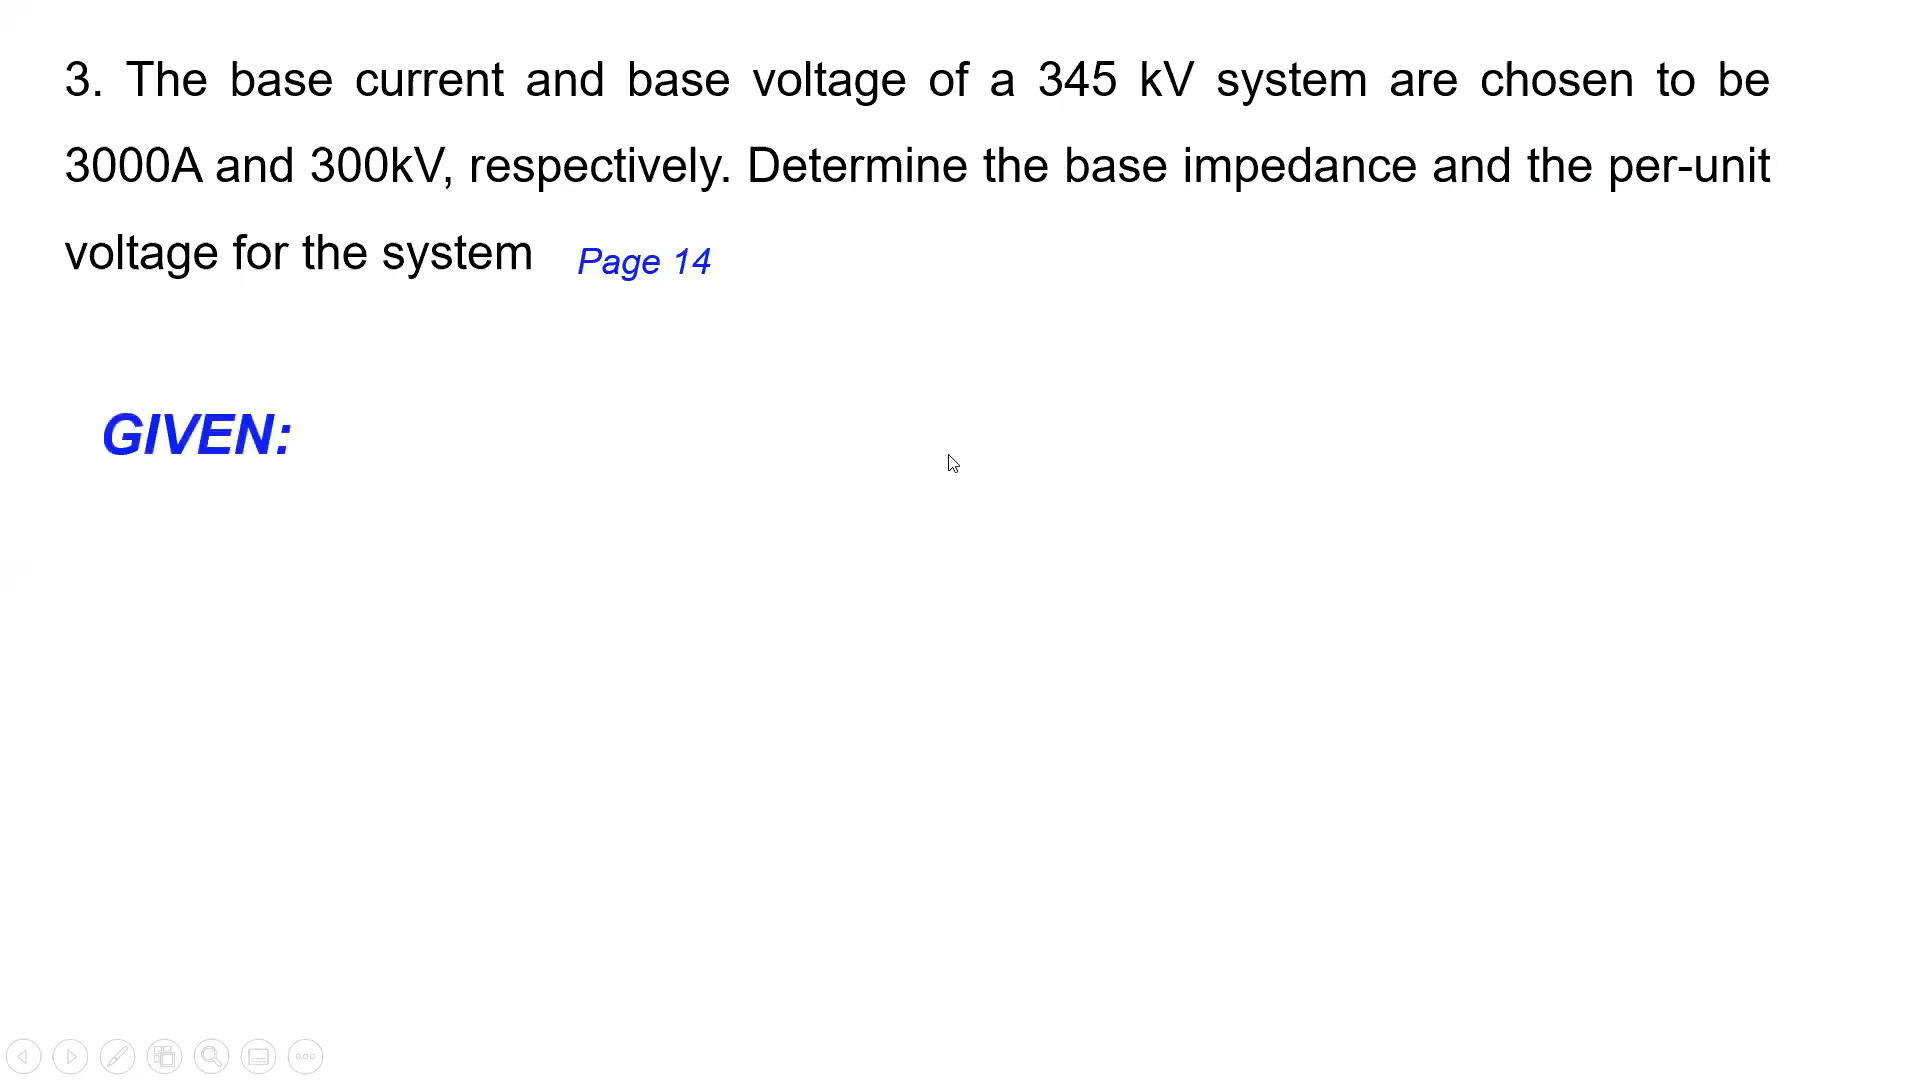 3. The base current and base voltage of a 345 kV system are chosen to be
3000A and 300kV, respectively. Determine the base impedance and the per-unit
voltage for the system Page 14
GIVEN: